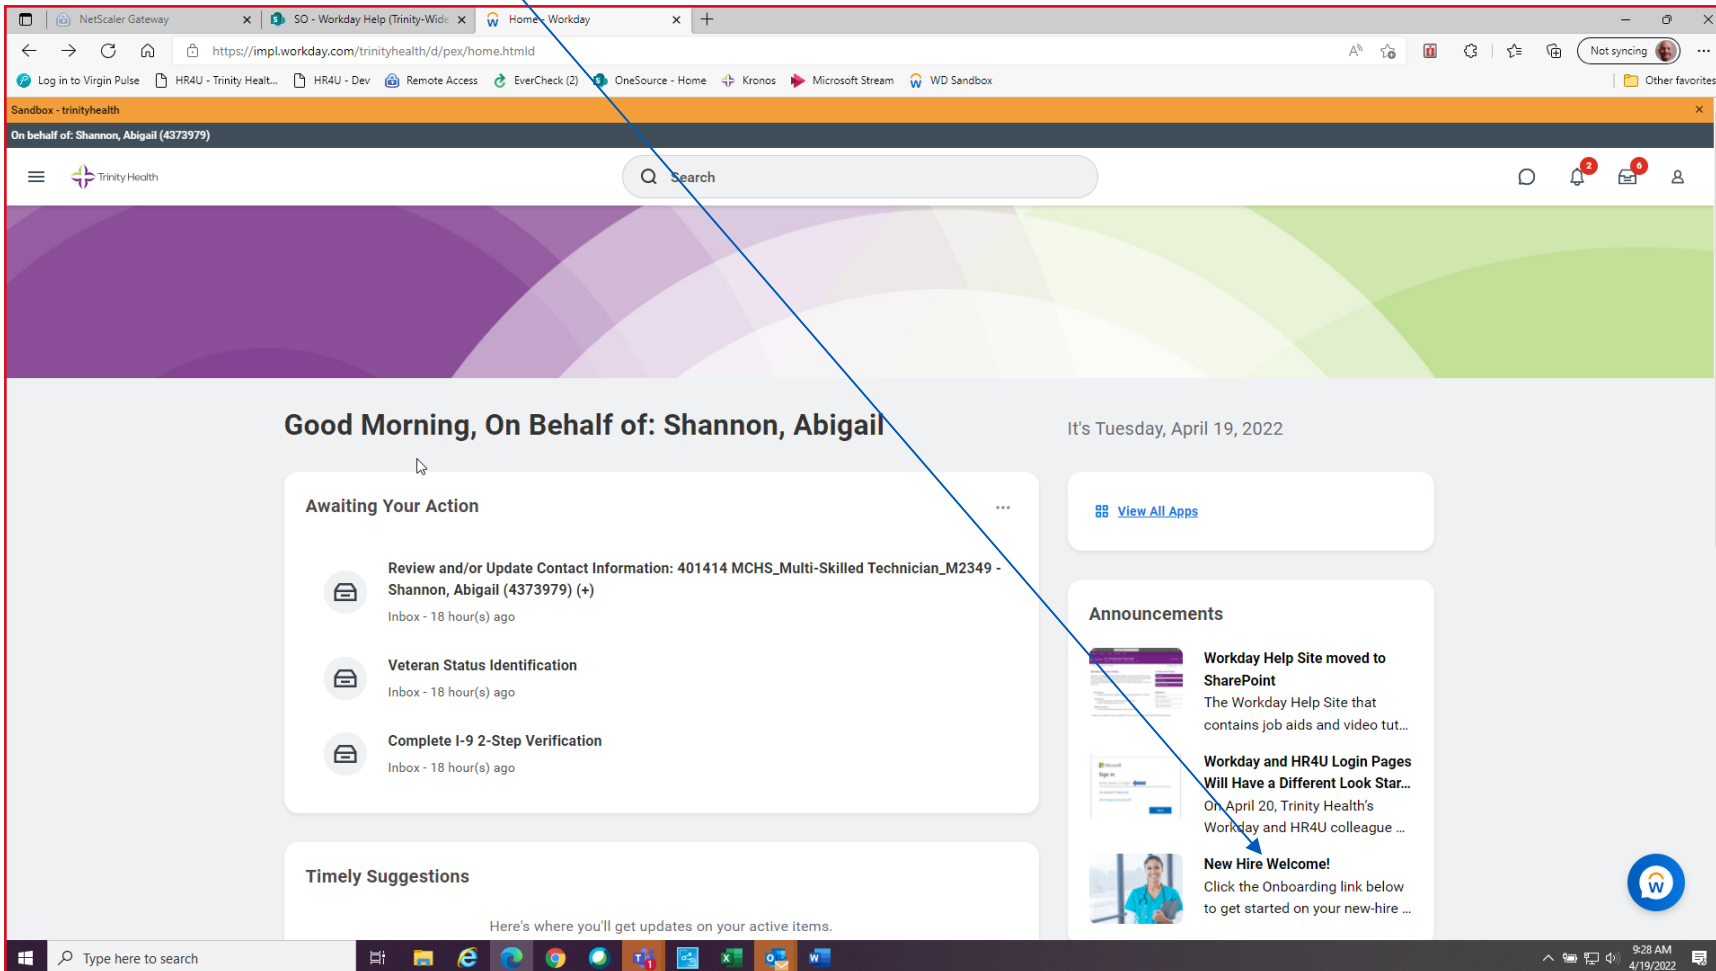 NetScaler Gateway
SO - Workday Help (Trinity-Wide
Home - Workday
https://impl.workday.com/trinityhealth/d/pex/home.htmld
Not syncing
Log in to Virgin Pulse
HR4U - Trinity Healt...
HR4U - Dev
Remote Access
EverCheck (2)
OneSource - Home
Kronos
Microsoft Stream
WD Sandbox
Other favorites
Sandbox - trinityhealth
On behalf of: Shannon, Abigail (4373979)
Trinity Health
Search
2
6
Good Morning, On Behalf of: Shannon, Abigail
It's Tuesday, April 19, 2022
Awaiting Your Action
Review and/or Update Contact Information: 401414 MCHS_Multi-Skilled Technician_M2349 -
Shannon, Abigail (4373979) (+)
Inbox - 18 hour(s) ago
Veteran Status Identification
Inbox - 18 hour(s) ago
Complete I-9 2-Step Verification
Inbox - 18 hour(s) ago
Timely Suggestions
Here's where you'll get updates on your active items.
View All Apps
Announcements
Workday Help Site moved to
SharePoint
The Workday Help Site that
contains job aids and video tut...
Microsoft
Sign in
Workday and HR4U Login Pages
Will Have a Different Look Star...
On April 20, Trinity Health's
Workday and HR4U colleague ...
New Hire Welcome!
Click the Onboarding link below
to get started on your new-hire ...
Type here to search
9:28 AM
4/19/2022